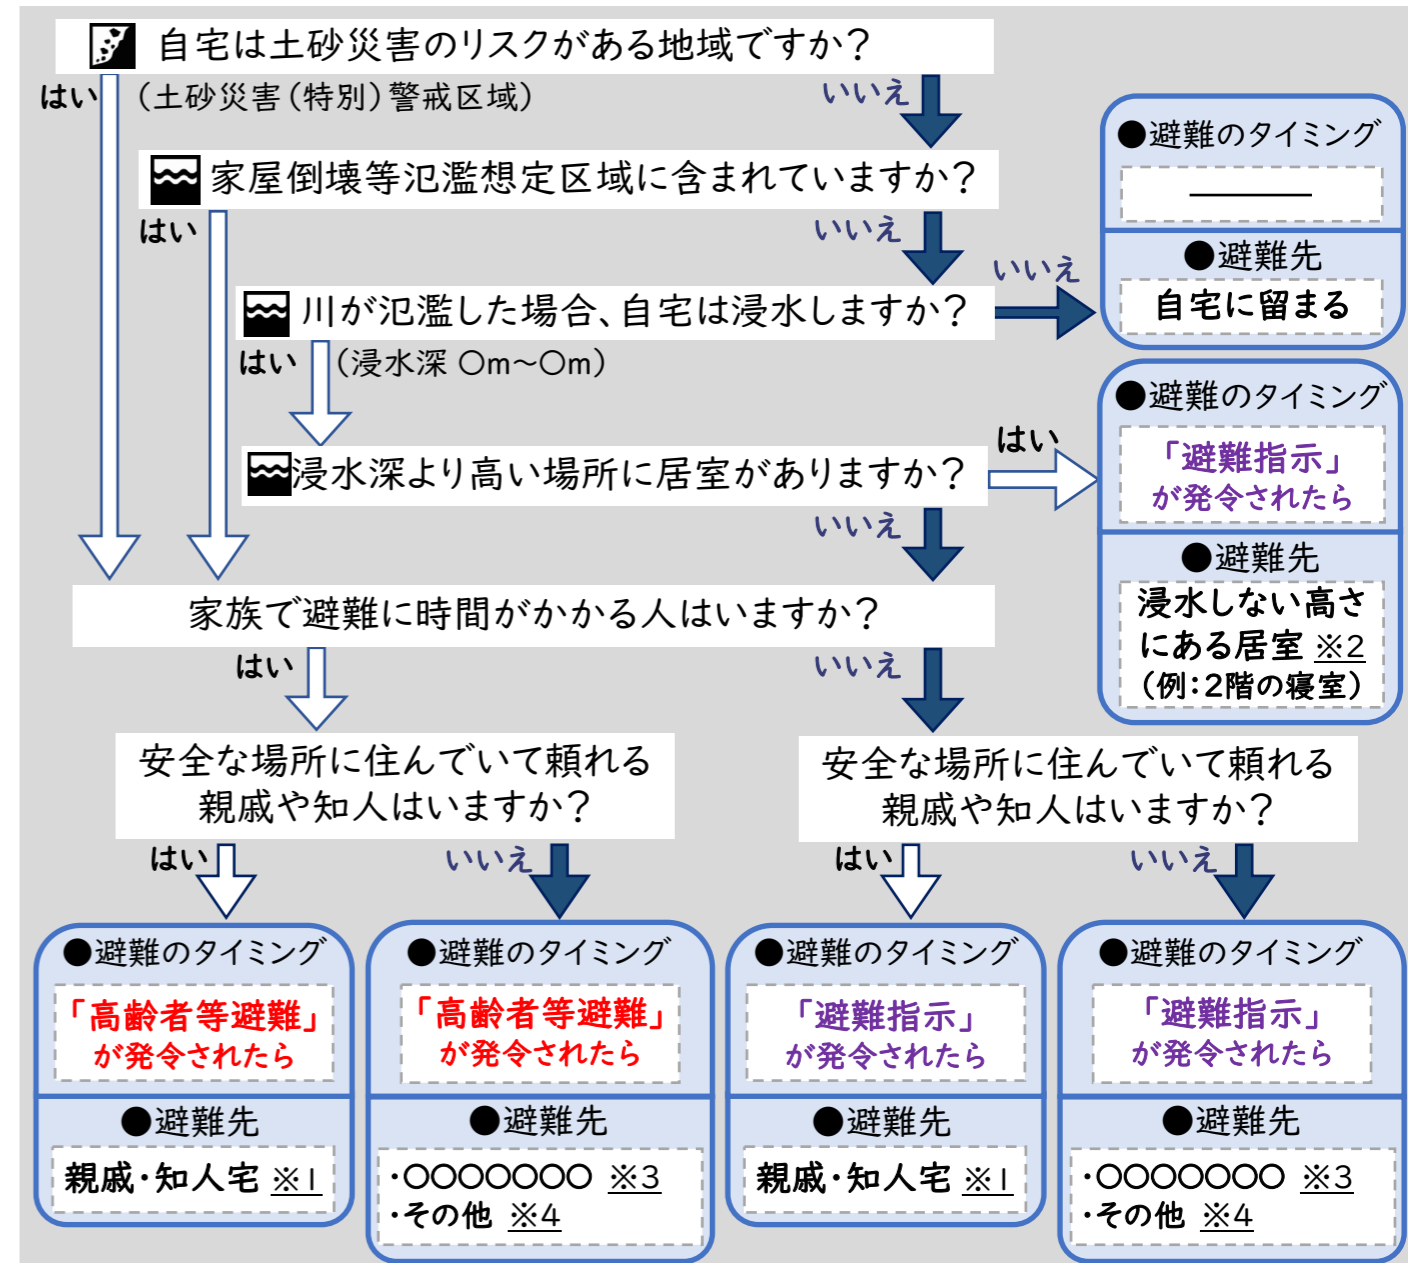 自宅は土砂災害のリスクがある地域ですか?
はい
(土砂災害(特別)警戒区域)
いいえ
家屋倒壊等氾濫想定区域に含まれていますか?
はい
いいえ
川が氾濫した場合、自宅は浸水しますか?
いいえ
はい
(浸水深 〇m~〇m)
●避難のタイミング
●避難先
自宅に留まる
浸水深より高い場所に居室がありますか?
はい
いいえ
●避難のタイミング
「避難指示」
が発令されたら
●避難先
浸水しない高さ
にある居室 ※2
(例:2階の寝室)
家族で避難に時間がかかる人はいますか?
はい
いいえ
安全な場所に住んでいて頼れる
親戚や知人はいますか?
はい
いいえ
安全な場所に住んでいて頼れる
親戚や知人はいますか?
はい
いいえ
●避難のタイミング
「高齢者等避難」
が発令されたら
●避難先
親戚・知人宅 ※1
●避難のタイミング
「高齢者等避難」
が発令されたら
●避難先
・〇〇〇〇〇〇〇 ※3
・その他 ※4
●避難のタイミング
「避難指示」
が発令されたら
●避難先
親戚・知人宅 ※1
●避難のタイミング
「避難指示」
が発令されたら
●避難先
・〇〇〇〇〇〇〇 ※3
・その他 ※4